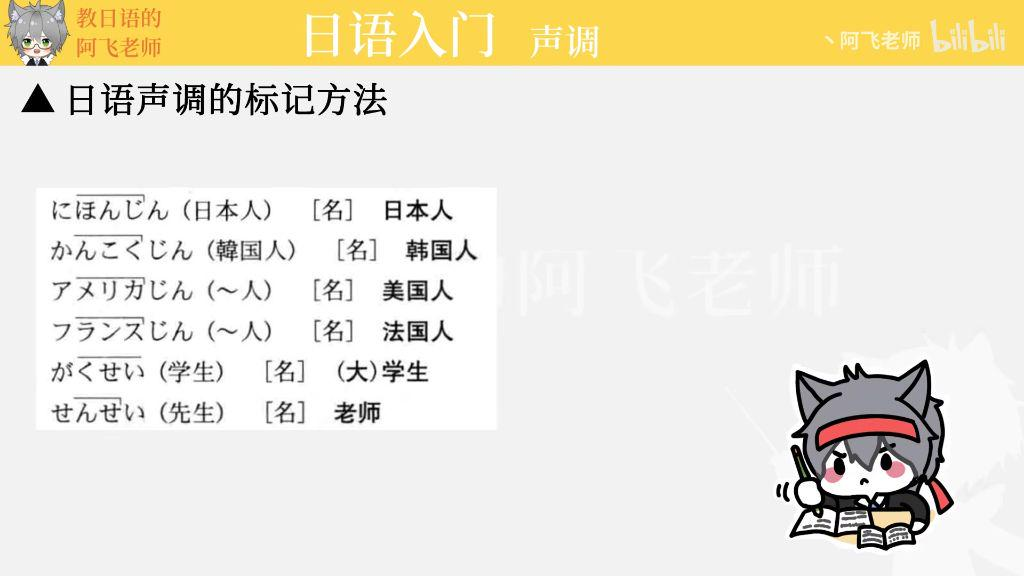 教日语的
阿飞老师
日语入门 声调
丶阿飞老师 bilibili
▲ 日语声调的标记方法
にほんじん（日本人） ［名］ 日本人
かんこくじん（韓国人） ［名］ 韩国人
アメリカじん（～人） ［名］ 美国人
フランスじん（～人） ［名］ 法国人
がくせい（学生） ［名］ （大）学生
せんせい（先生） ［名］ 老师
阿飞老师